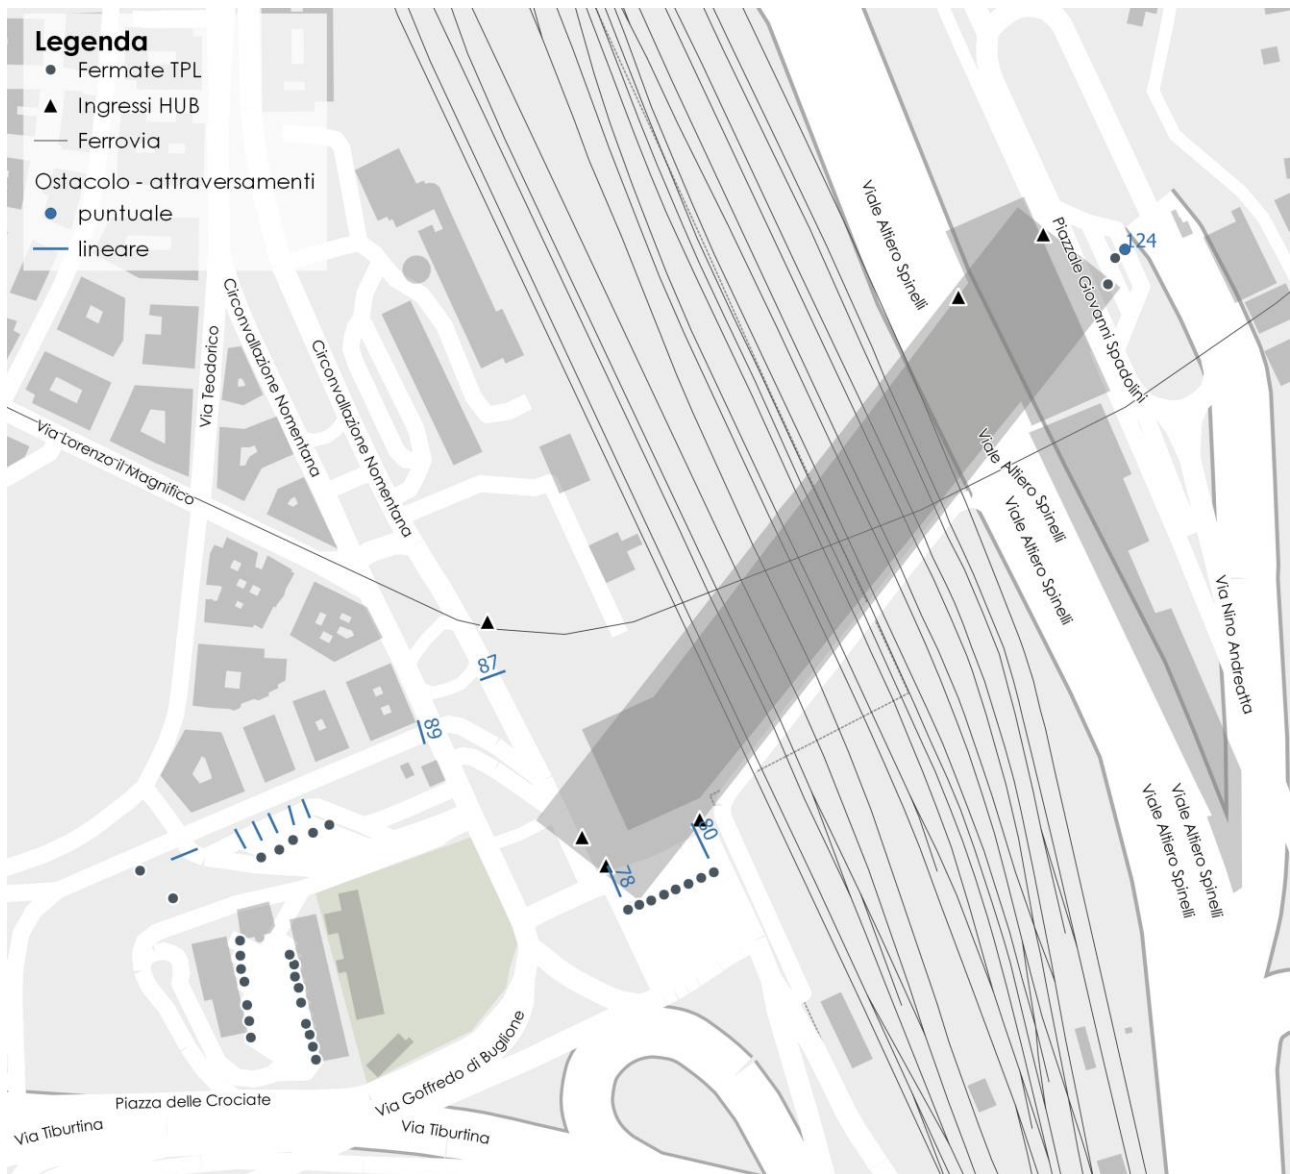 Legenda
Fermate TPL
Ingressi HUB
Ferrovia
Ostacolo - attraversamenti
puntuale
lineare
Viale Altiero Spinelli
124
Piazzale Giovanni Spadolini
Circonvallazione Nomentana
Circonvallazione Nomentana
Via Teodorico
Via Lorenzo il Magnifico
Viale Altiero Spinelli
Viale Altiero Spinelli
Via Nino Andreatta
87
89
80
78
Viale Altiero Spinelli
Viale Altiero Spinelli
Via Goffredo di Buglione
Piazza delle Crociate
Via Tiburtina
Via Tiburtina